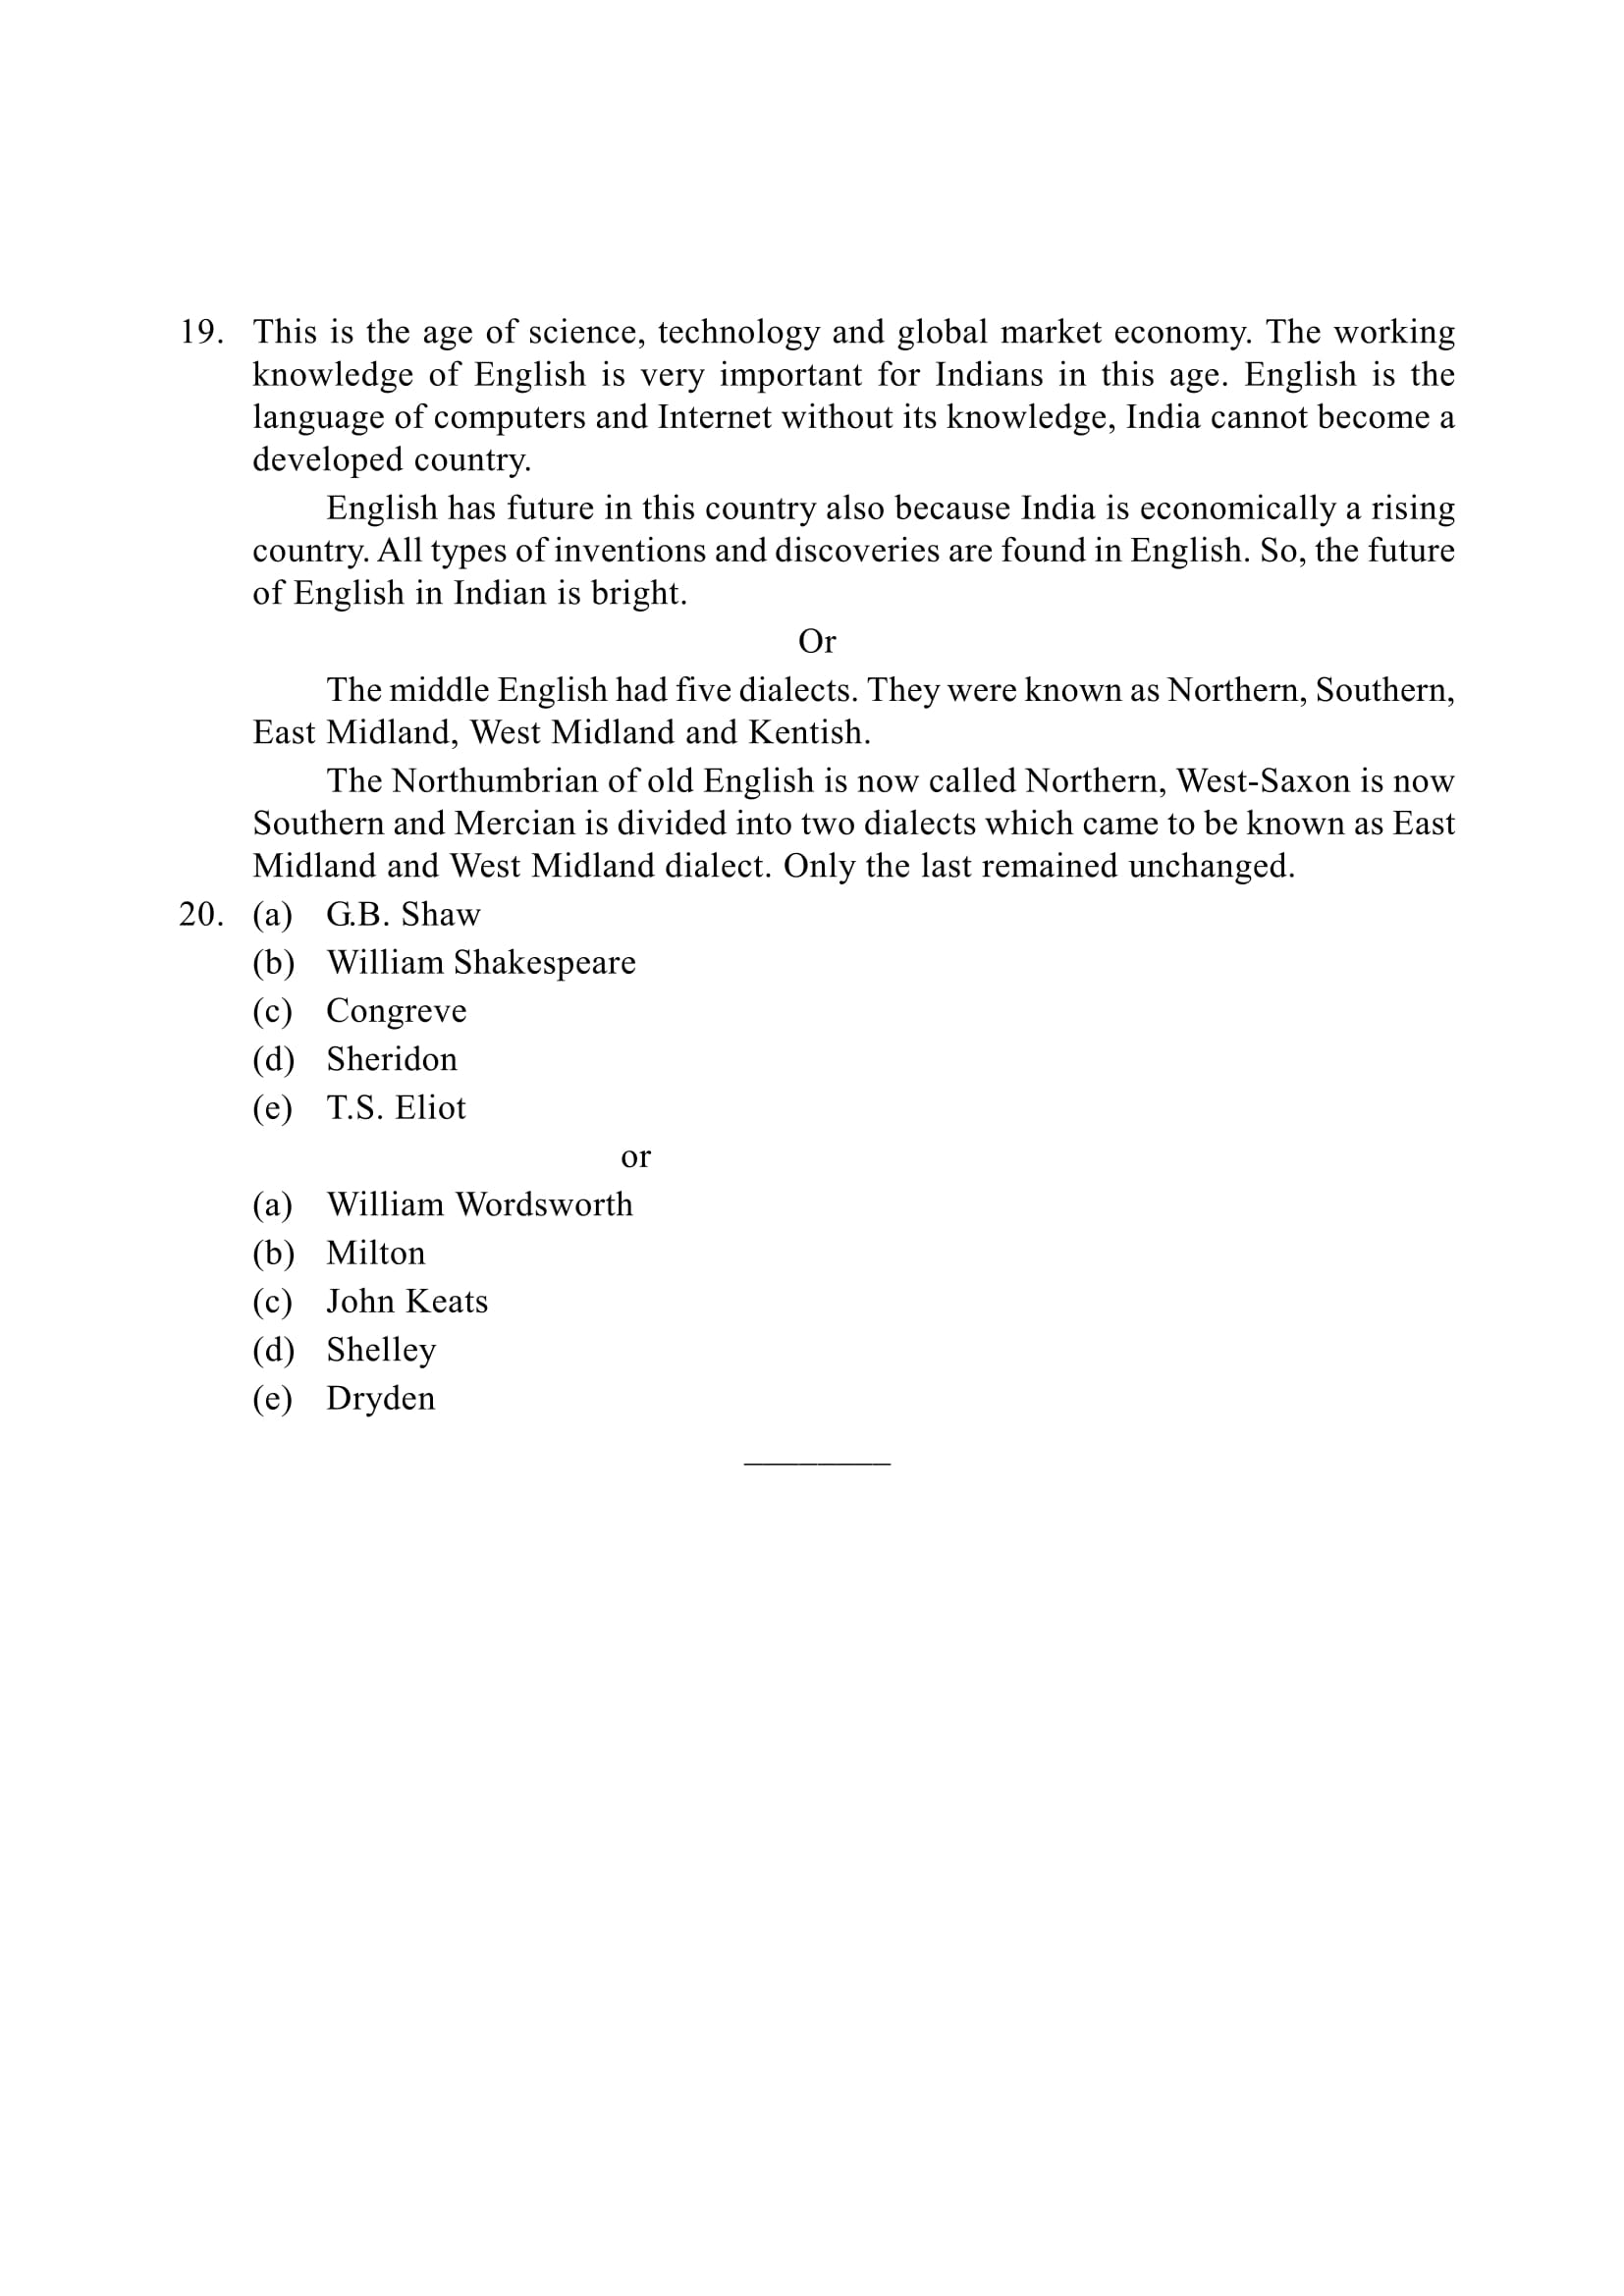 19. This is the age of science, technology and global market economy. The working
knowledge of English is very important for Indians in this age. English is the
language of computers and Internet without its knowledge, India cannot become a
developed country.
English has future in this country also because India is economically a rising
country. All types of inventions and discoveries are found in English. So, the future
of English in Indian is bright.
Or
The middle English had five dialects. They were known as Northern, Southern,
East Midland, West Midland and Kentish.
The Northumbrian of old English is now called Northern, West-Saxon is now
Southern and Mercian is divided into two dialects which came to be known as East
Midland and West Midland dialect. Only the last remained unchanged.
20. (a) G.B. Shaw
(b) William Shakespeare
(c) Congreve
(d) Sheridon
(e) T.S. Eliot
or
(a) William Wordsworth
(b) Milton
(c) John Keats
(d) Shelley
(e) Dryden